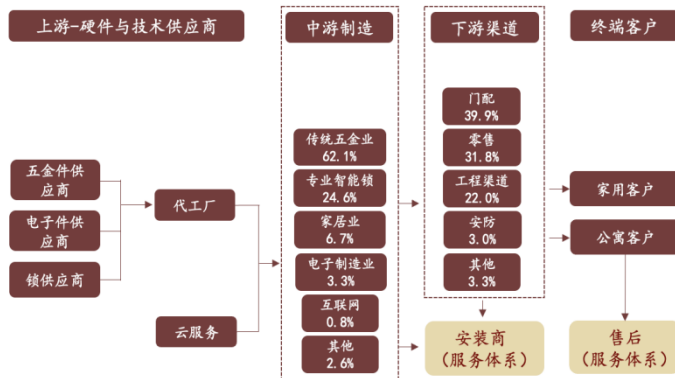 上游-硬件与技术供应商
中游制造
下游渠道
终端客户
五金件供
应商
电子件供
应商
锁供应商
代工厂
云服务
传统五金业
62.1%
专业智能锁
24.6%
家居业
6.7%
电子制造业
3.3%
互联网
0.8%
其他
2.6%
门配
39.9%
零售
31.8%
工程渠道
22.0%
安防
3.0%
其他
3.3%
安装商
（服务体系）
家用客户
公寓客户
售后
（服务体系）